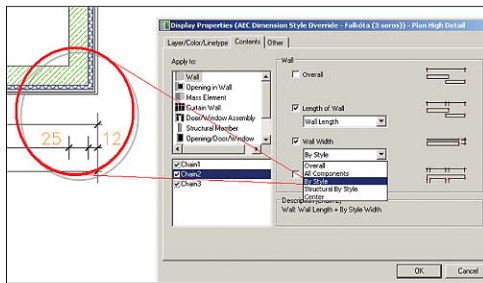 Display Properties (AEC Dimension Style Override - Falkóta (3 soros)) - Plan High Detail
Layer/Color/Linetype Contents Other
Apply to:
Wall
Opening in Wall
Mass Element
Curtain Wall
Door/Window Assembly
Structural Member
Opening/Door/Window
Chain1
Chain2
Chain3
Wall
Overall
Length of Wall
Wall Length
Wall Width
By Style
Overall
All Components
By Style
Structural By Style
Center
Wall: Wall Length + By Style Width
OK Cancel
25 12